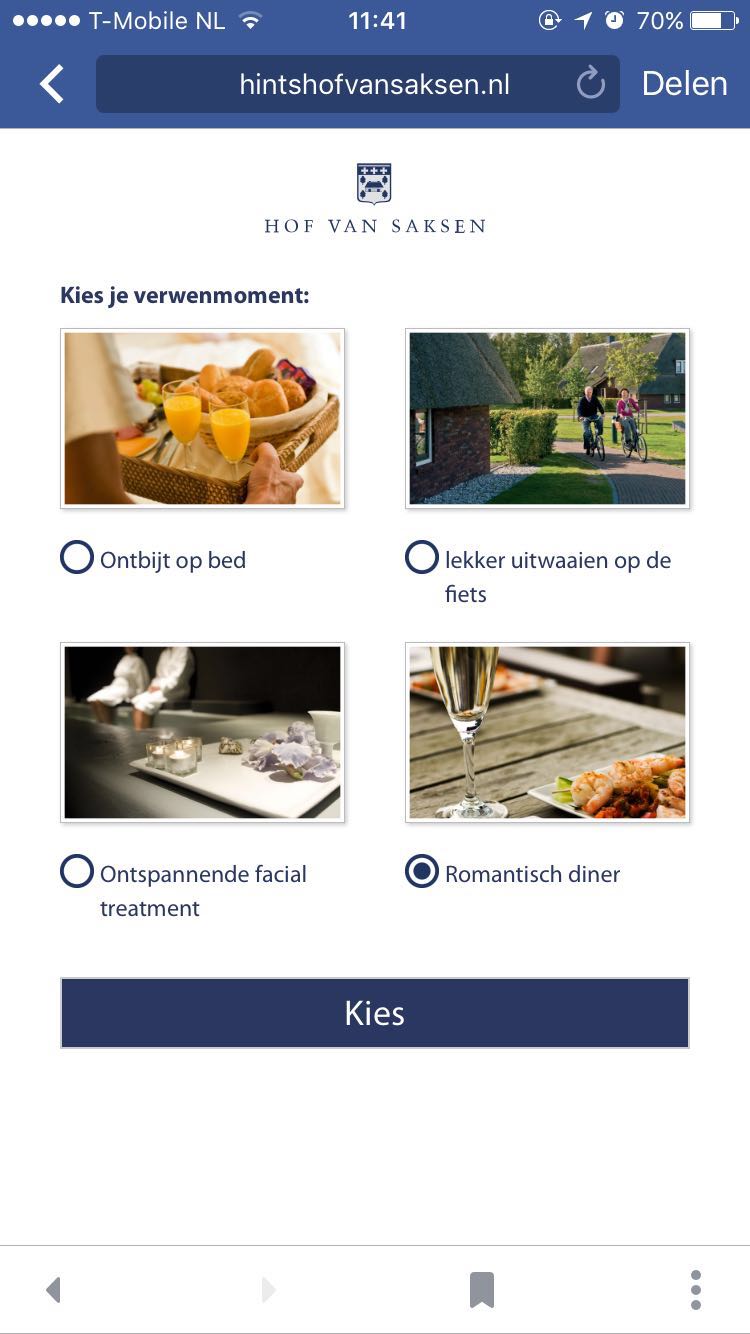 T-Mobile NL 11:41 70%
hintshofvansaksen.nl Delen
HOF VAN SAKSEN
Kies je verwenmoment:
Ontbijt op bed
lekker uitwaaien op de
fiets
Ontspannende facial
treatment
Romantisch diner
Kies